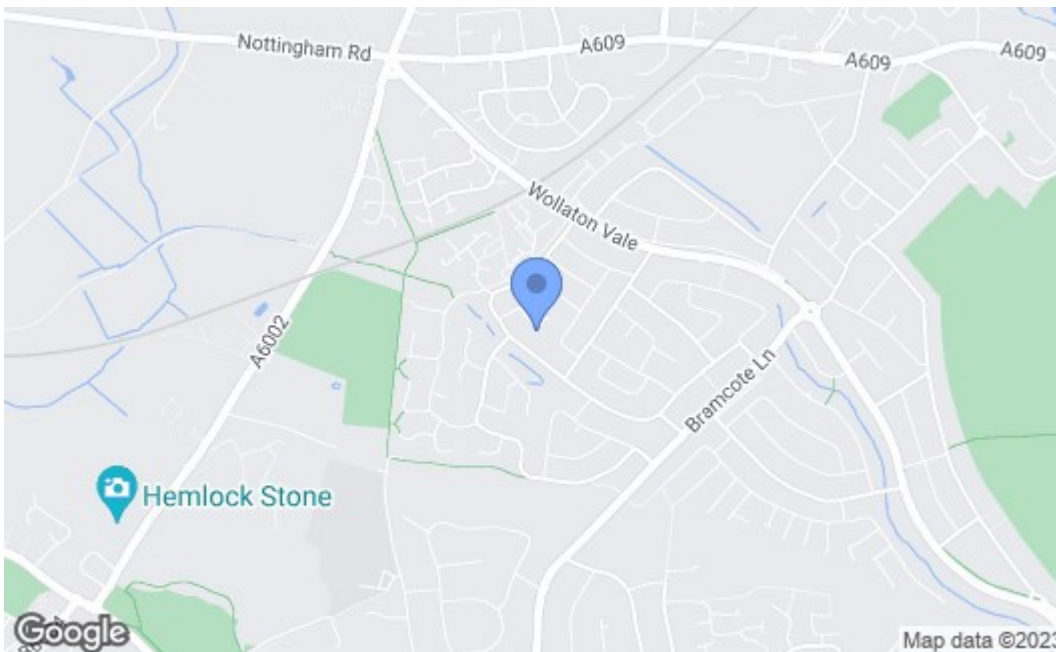 Nottingham Rd
A609
A609
A609
Wollaton Vale
A6002
Bramcote Ln
Hemlock Stone
Google
Map data ©2023